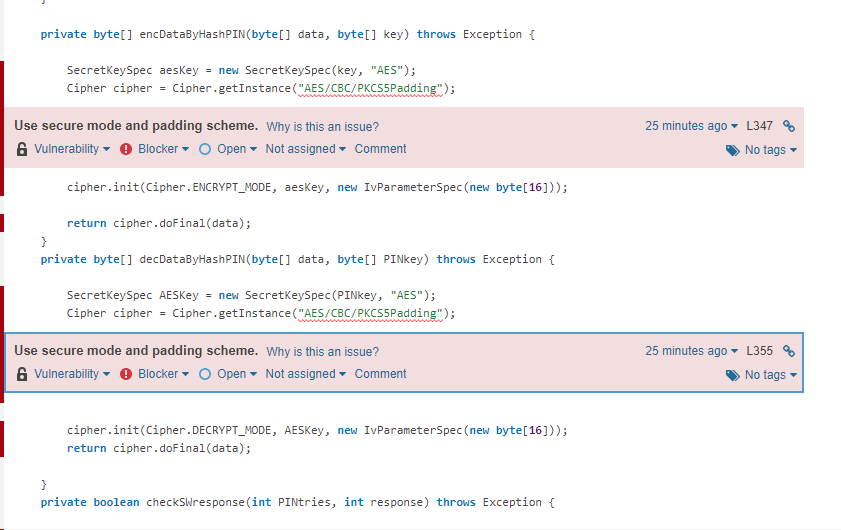 }
private byte[] encDataByHashPIN(byte[] data, byte[] key) throws Exception {
SecretKeySpec aesKey = new SecretKeySpec(key, "AES");
Cipher cipher = Cipher.getInstance("AES/CBC/PKCS5Padding");
Use secure mode and padding scheme. Why is this an issue? 25 minutes ago L347
Vulnerability Blocker Open Not assigned Comment No tags
cipher.init(Cipher.ENCRYPT_MODE, aesKey, new IvParameterSpec(new byte[16]));
return cipher.doFinal(data);
}
private byte[] decDataByHashPIN(byte[] data, byte[] PINkey) throws Exception {
SecretKeySpec AESKey = new SecretKeySpec(PINkey, "AES");
Cipher cipher = Cipher.getInstance("AES/CBC/PKCS5Padding");
Use secure mode and padding scheme. Why is this an issue? 25 minutes ago L355
Vulnerability Blocker Open Not assigned Comment No tags
cipher.init(Cipher.DECRYPT_MODE, AESKey, new IvParameterSpec(new byte[16]));
return cipher.doFinal(data);
}
private boolean checkSWresponse(int PINtries, int response) throws Exception {